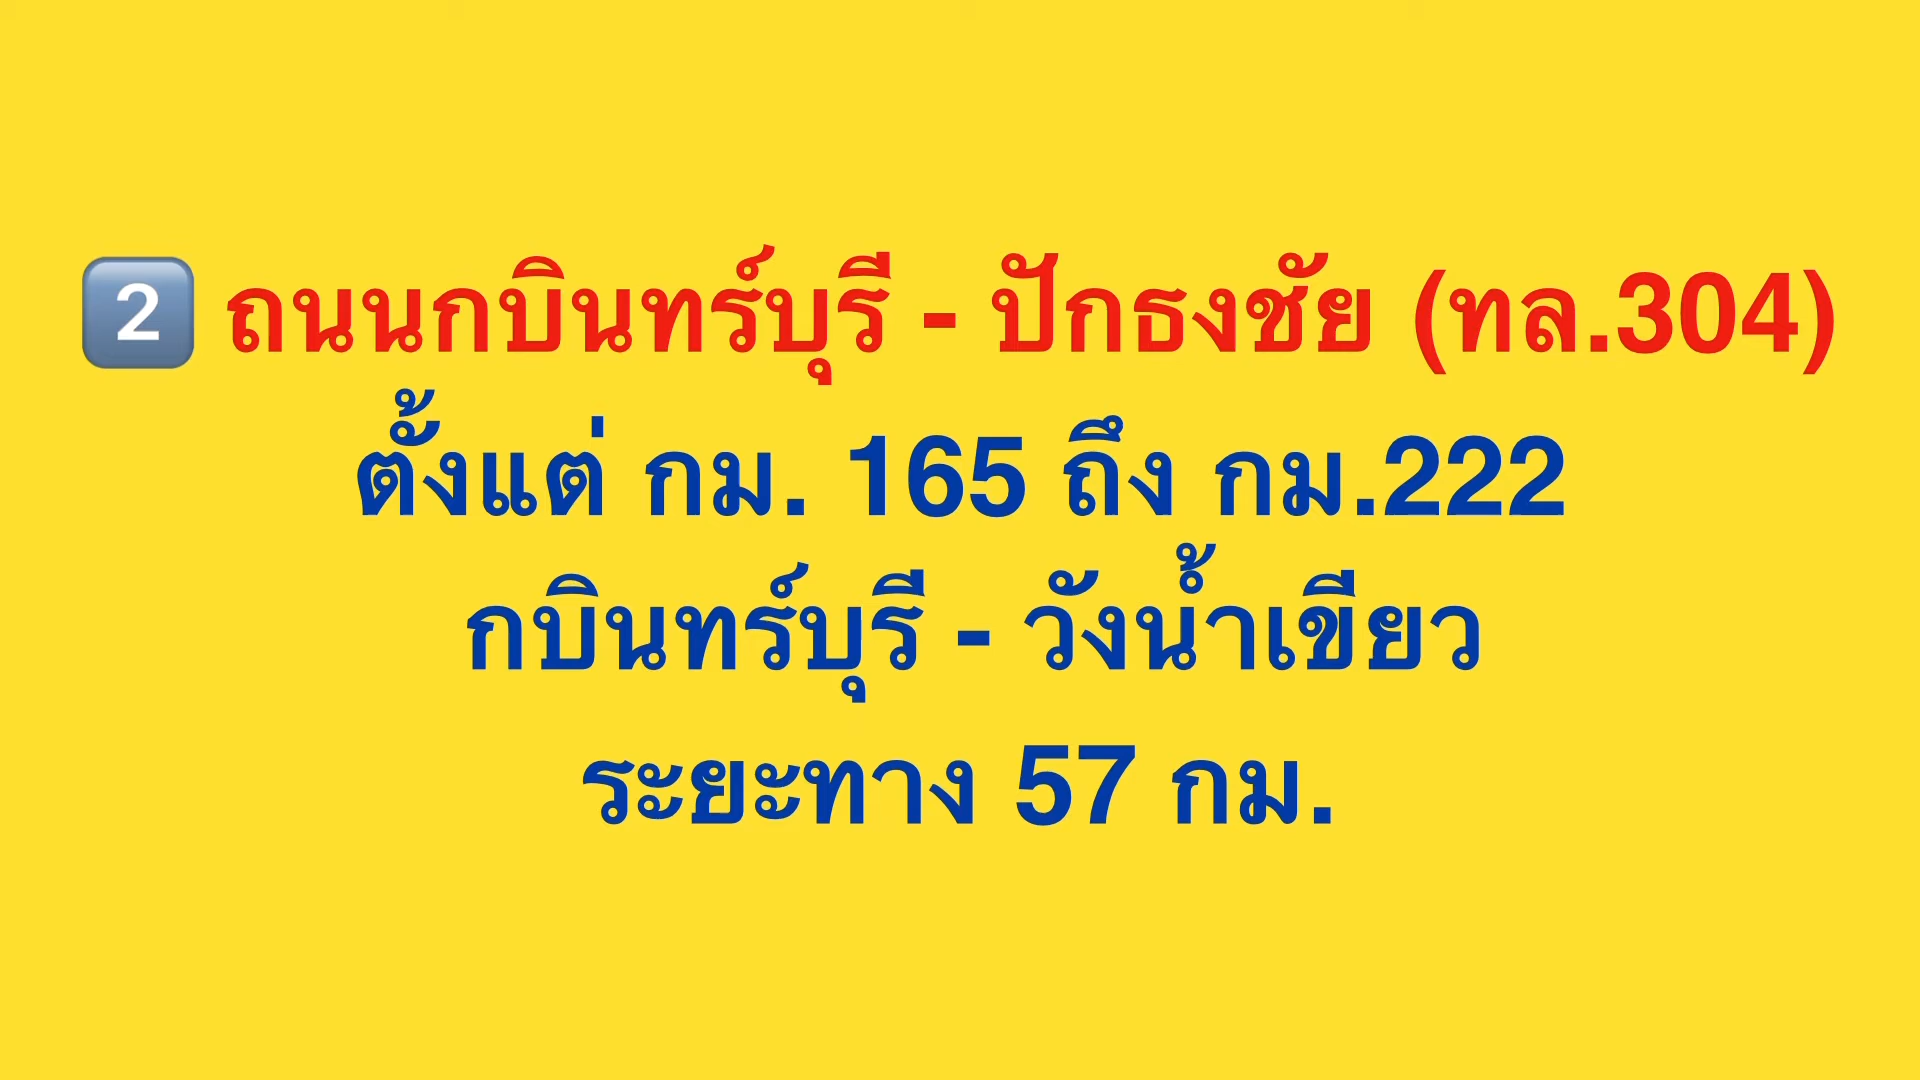 2 ถนนกบินทร์บุรี - ปักธงชัย (ทล.304)
ตั้งแต่ กม. 165 ถึง กม.222
กบินทร์บุรี - วังน้ำเขียว
ระยะทาง 57 กม.